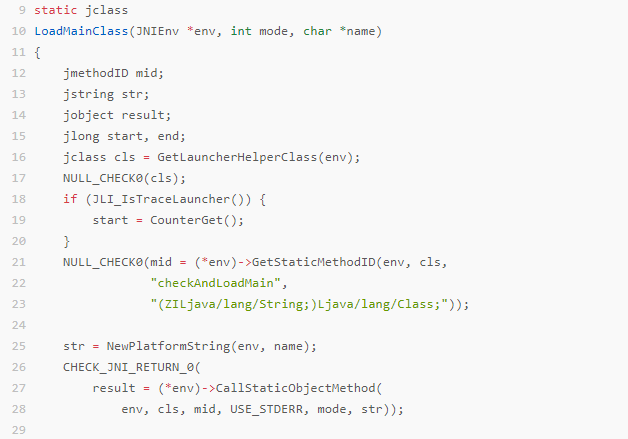 9 static jclass
10 LoadMainClass(JNIEnv *env, int mode, char *name)
11 {
12     jmethodID mid;
13     jstring str;
14     jobject result;
15     jlong start, end;
16     jclass cls = GetLauncherHelperClass(env);
17     NULL_CHECK0(cls);
18     if (JLI_IsTraceLauncher()) {
19         start = CounterGet();
20     }
21     NULL_CHECK0(mid = (*env)->GetStaticMethodID(env, cls,
22                 "checkAndLoadMain",
23                 "(ZILjava/lang/String;)Ljava/lang/Class;"));
24
25     str = NewPlatformString(env, name);
26     CHECK_JNI_RETURN_0(
27         result = (*env)->CallStaticObjectMethod(
28             env, cls, mid, USE_STDERR, mode, str));
29